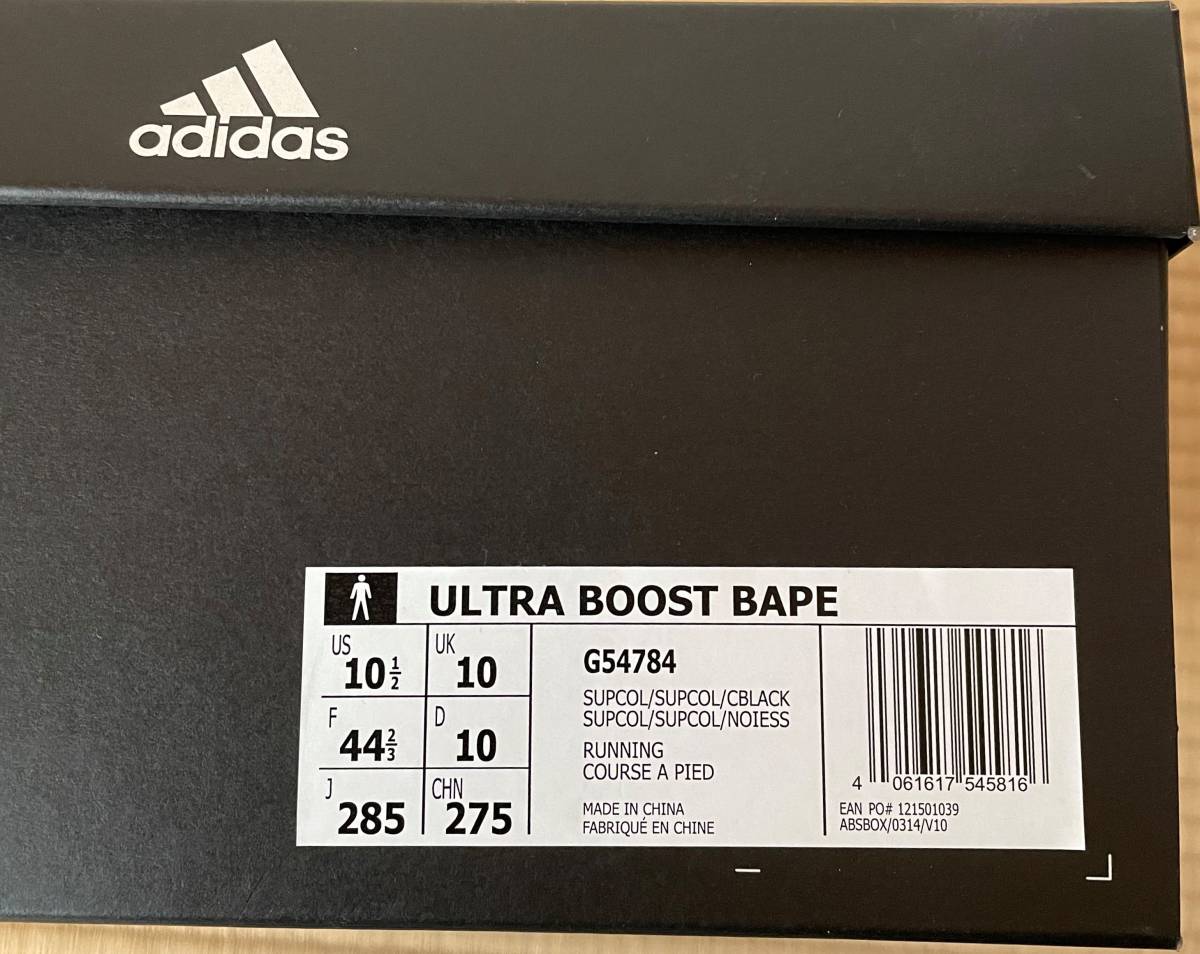 adidas
ULTRA BOOST BAPE
US 10 1/2
UK 10
F 44 2/3
D 10
J 285
CHN 275
G54784
SUPCOL/SUPCOL/CBLACK
SUPCOL/SUPCOL/NOIESS
RUNNING
COURSE A PIED
MADE IN CHINA
FABRIQUÉ EN CHINE
4 061617 545816
EAN PO# 121501039
ABSBOX/0314/V10